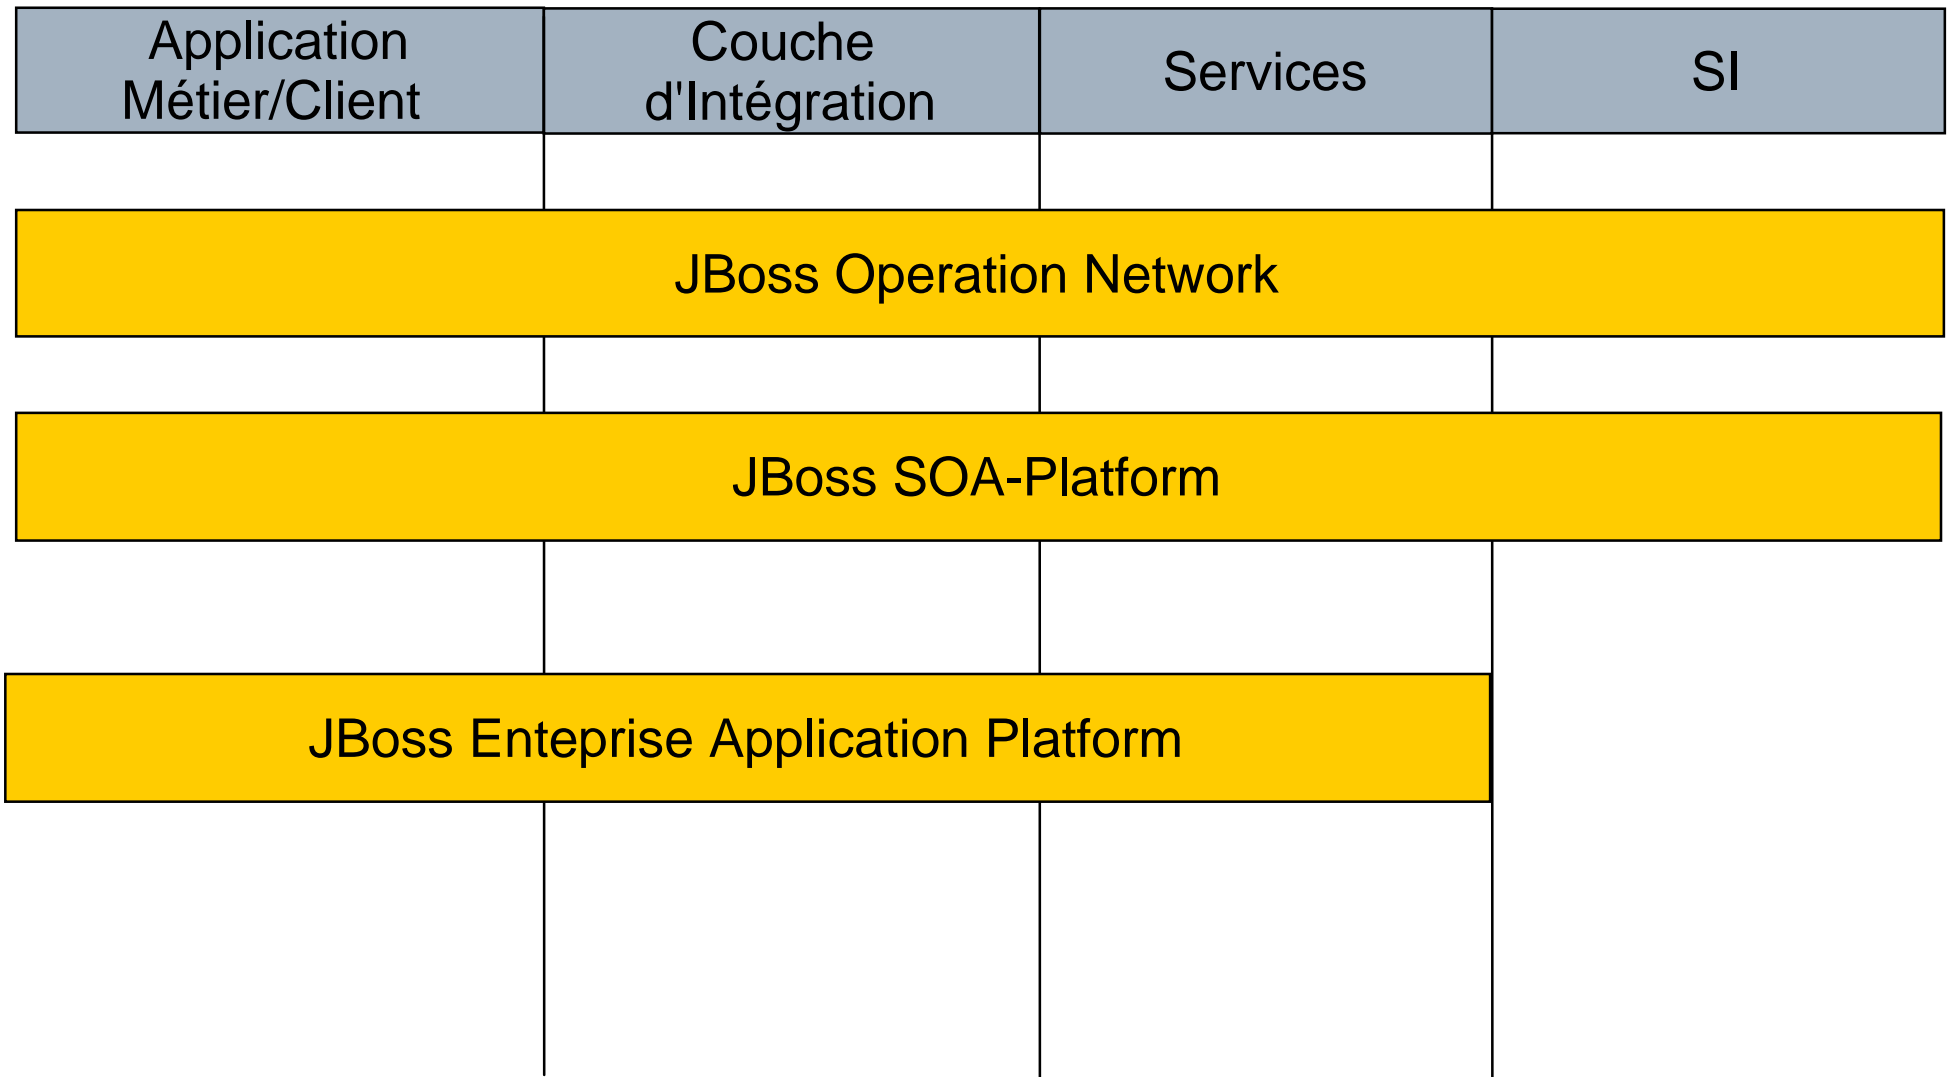 Application
Métier/Client
Couche
d'Intégration
Services
SI
JBoss Operation Network
JBoss SOA-Platform
JBoss Enteprise Application Platform